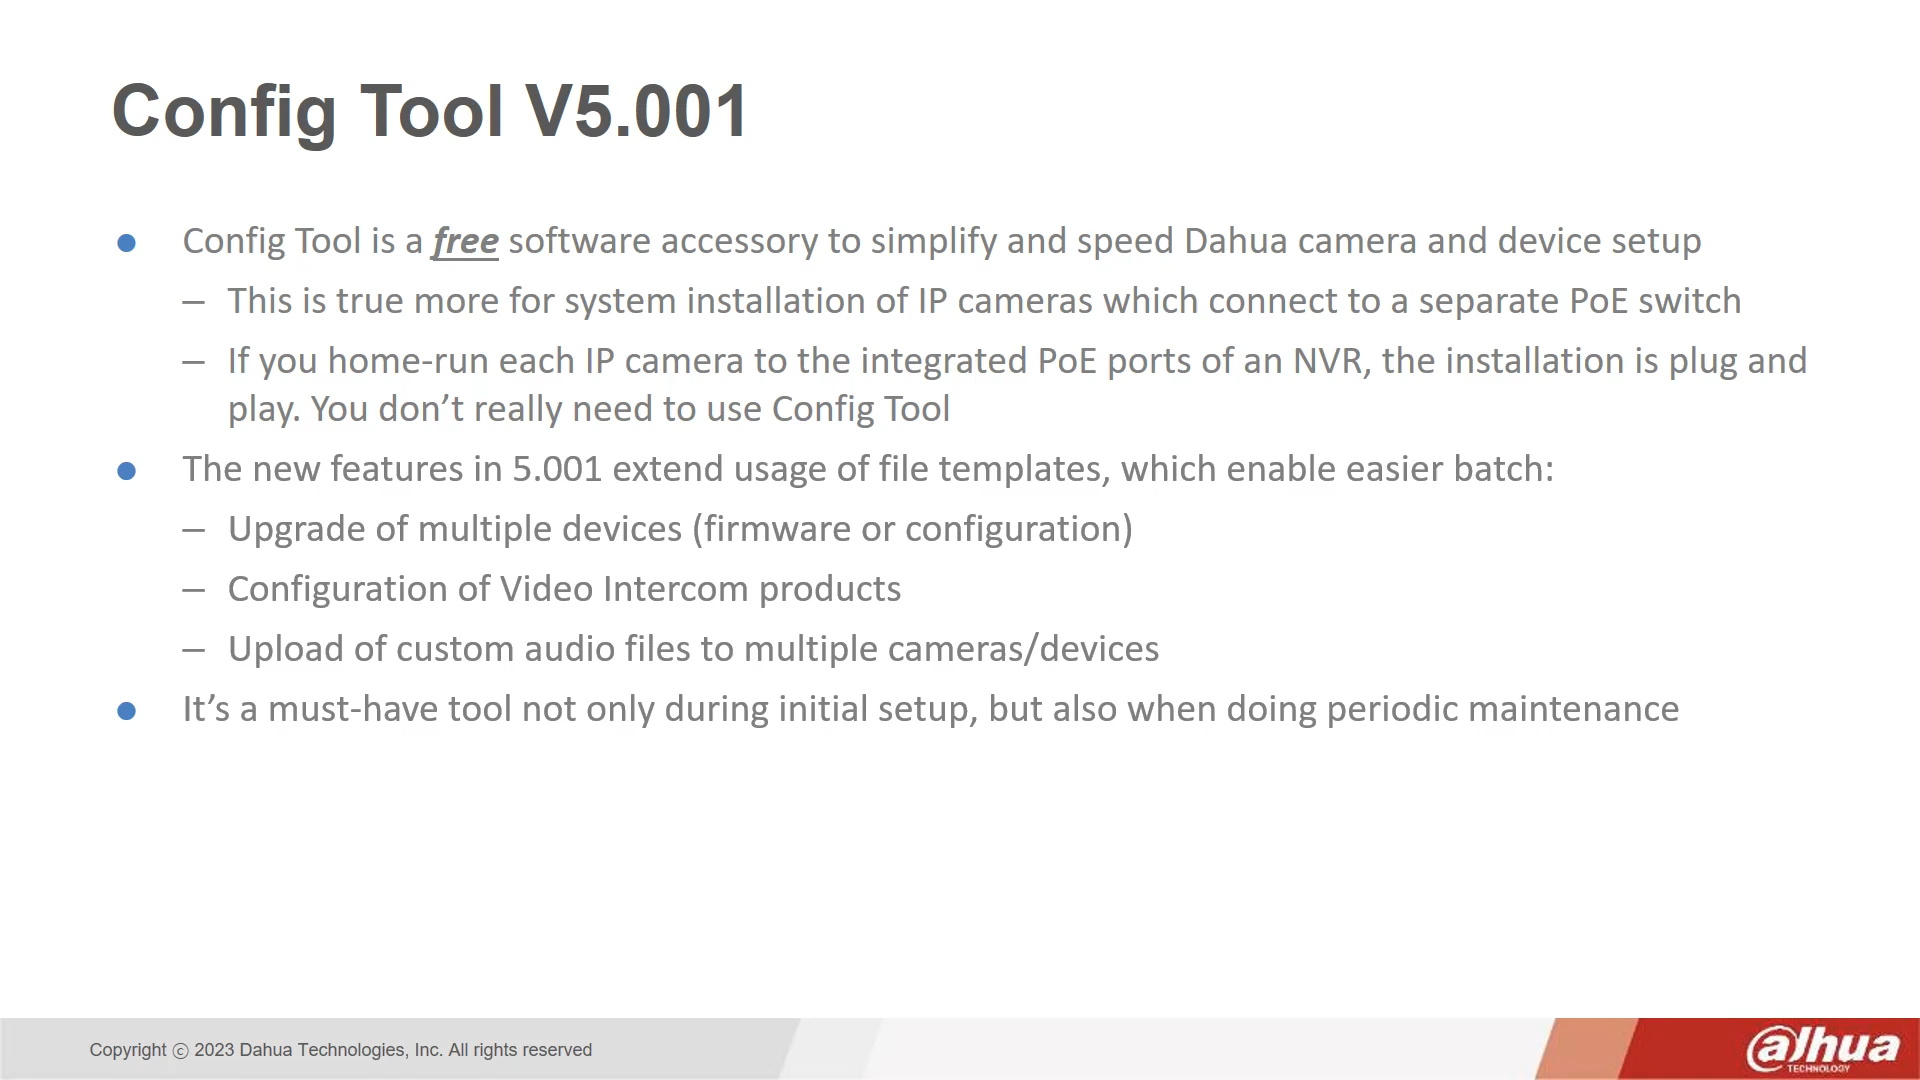 Config Tool V5.001
● Config Tool is a free software accessory to simplify and speed Dahua camera and device setup
– This is true more for system installation of IP cameras which connect to a separate PoE switch
– If you home-run each IP camera to the integrated PoE ports of an NVR, the installation is plug and
play. You don’t really need to use Config Tool
● The new features in 5.001 extend usage of file templates, which enable easier batch:
– Upgrade of multiple devices (firmware or configuration)
– Configuration of Video Intercom products
– Upload of custom audio files to multiple cameras/devices
● It’s a must-have tool not only during initial setup, but also when doing periodic maintenance
Copyright ⓒ 2023 Dahua Technologies, Inc. All rights reserved
alhua
TECHNOLOGY